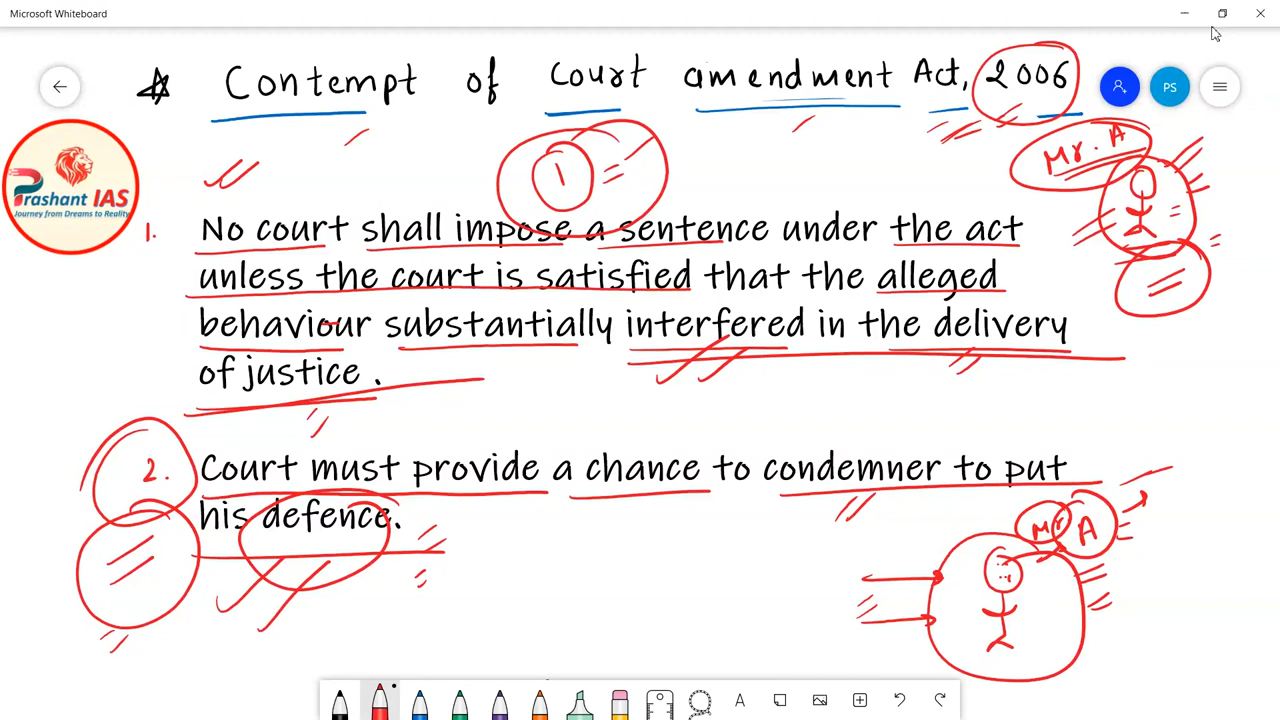 Microsoft Whiteboard
Contempt of Court amendment Act, 2006
PS
Prashant IAS
Journey from Dreams to Reality
1
Mr. A
1. No court shall impose a sentence under the act
unless the court is satisfied that the alleged
behaviour substantially interfered in the delivery
of justice .
2. Court must provide a chance to condemner to put
his defence.
Mr A